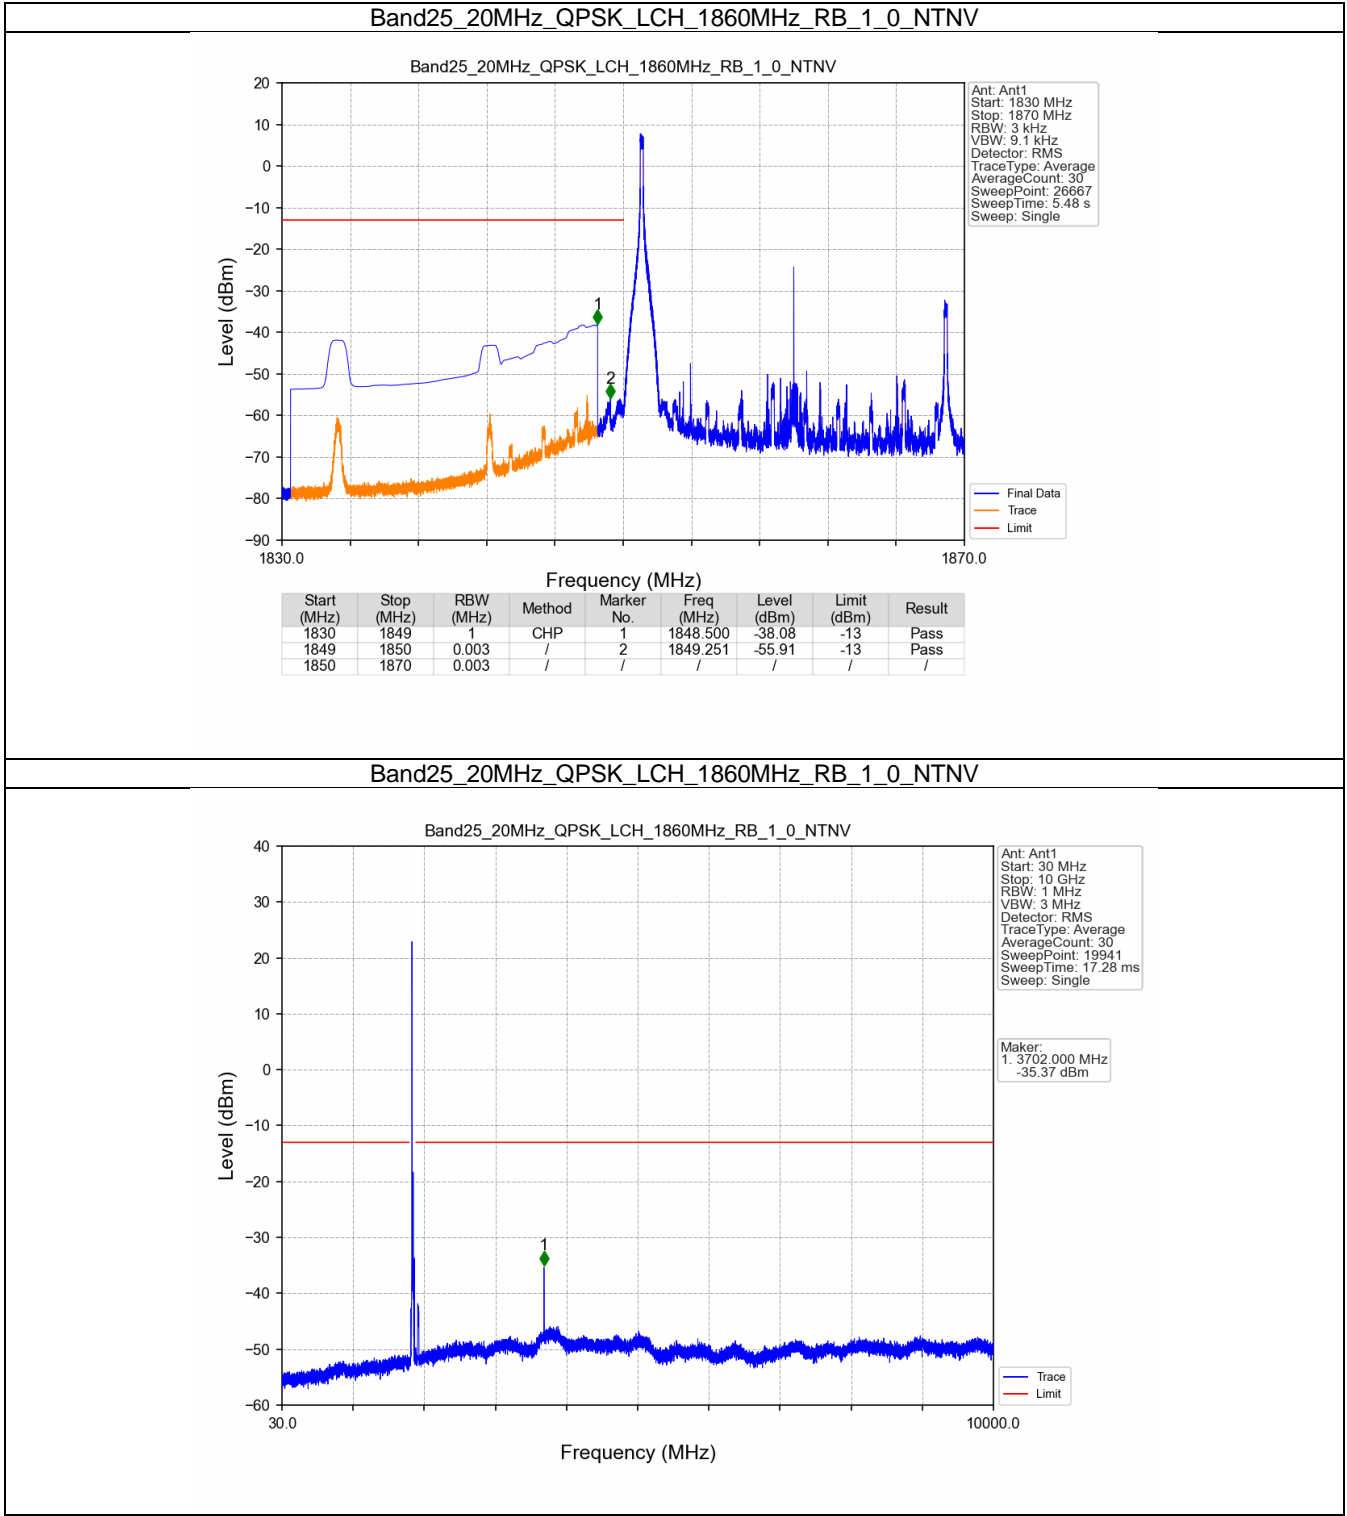 Band25_20MHz_QPSK_LCH_1860MHz_RB_1_0_NTNV
Band25_20MHz_QPSK_LCH_1860MHz_RB_1_0_NTNV
20
10
0
−10
−20
−30
−40
−50
−60
−70
−80
−90
Level (dBm)
1
2
1830.0
1870.0
Frequency (MHz)
Ant: Ant1
Start: 1830 MHz
Stop: 1870 MHz
RBW: 3 kHz
VBW: 9.1 kHz
Detector: RMS
TraceType: Average
AverageCount: 30
SweepPoint: 26667
SweepTime: 5.48 s
Sweep: Single
Final Data
Trace
Limit
Start (MHz) Stop (MHz) RBW (MHz) Method Marker No. Freq (MHz) Level (dBm) Limit (dBm) Result
1830 1849 1 CHP 1 1848.500 -38.08 -13 Pass
1849 1850 0.003 / 2 1849.251 -55.91 -13 Pass
1850 1870 0.003 / / / / / /
Band25_20MHz_QPSK_LCH_1860MHz_RB_1_0_NTNV
Band25_20MHz_QPSK_LCH_1860MHz_RB_1_0_NTNV
40
30
20
10
0
−10
−20
−30
−40
−50
−60
Level (dBm)
1
30.0
10000.0
Frequency (MHz)
Ant: Ant1
Start: 30 MHz
Stop: 10 GHz
RBW: 1 MHz
VBW: 3 MHz
Detector: RMS
TraceType: Average
AverageCount: 30
SweepPoint: 19941
SweepTime: 17.28 ms
Sweep: Single
Maker:
1. 3702.000 MHz
-35.37 dBm
Trace
Limit